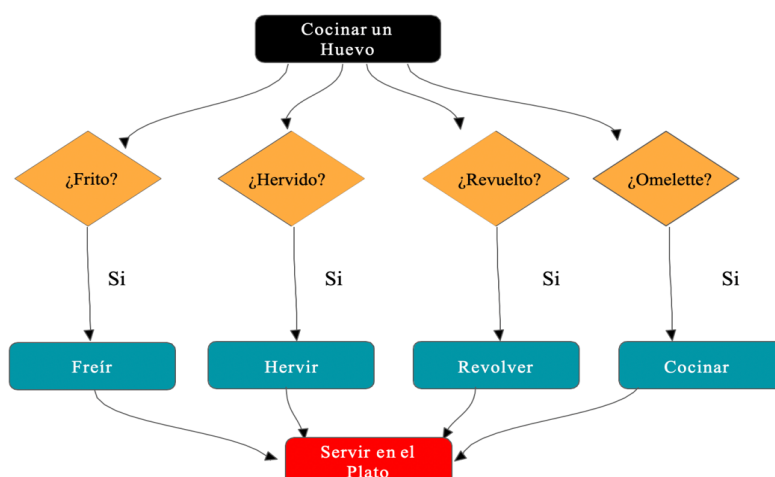 Cocinar un
Huevo
¿Frito?
¿Hervido?
¿Revuelto?
¿Omelette?
Si
Si
Si
Si
Freír
Hervir
Revolver
Cocinar
Servir en el
Plato